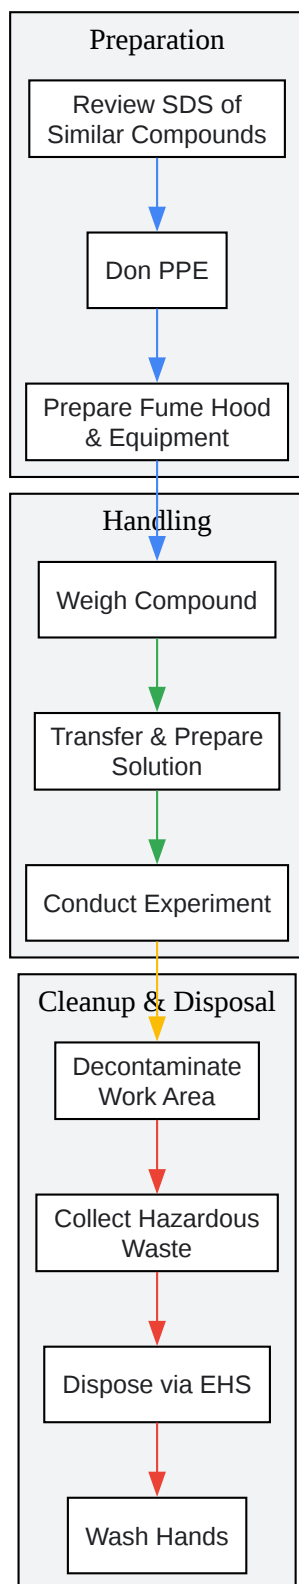 Preparation
Review SDS of
Similar Compounds
Don PPE
Prepare Fume Hood
& Equipment
Handling
Weigh Compound
Transfer & Prepare
Solution
Conduct Experiment
Cleanup & Disposal
Decontaminate
Work Area
Collect Hazardous
Waste
Dispose via EHS
Wash Hands